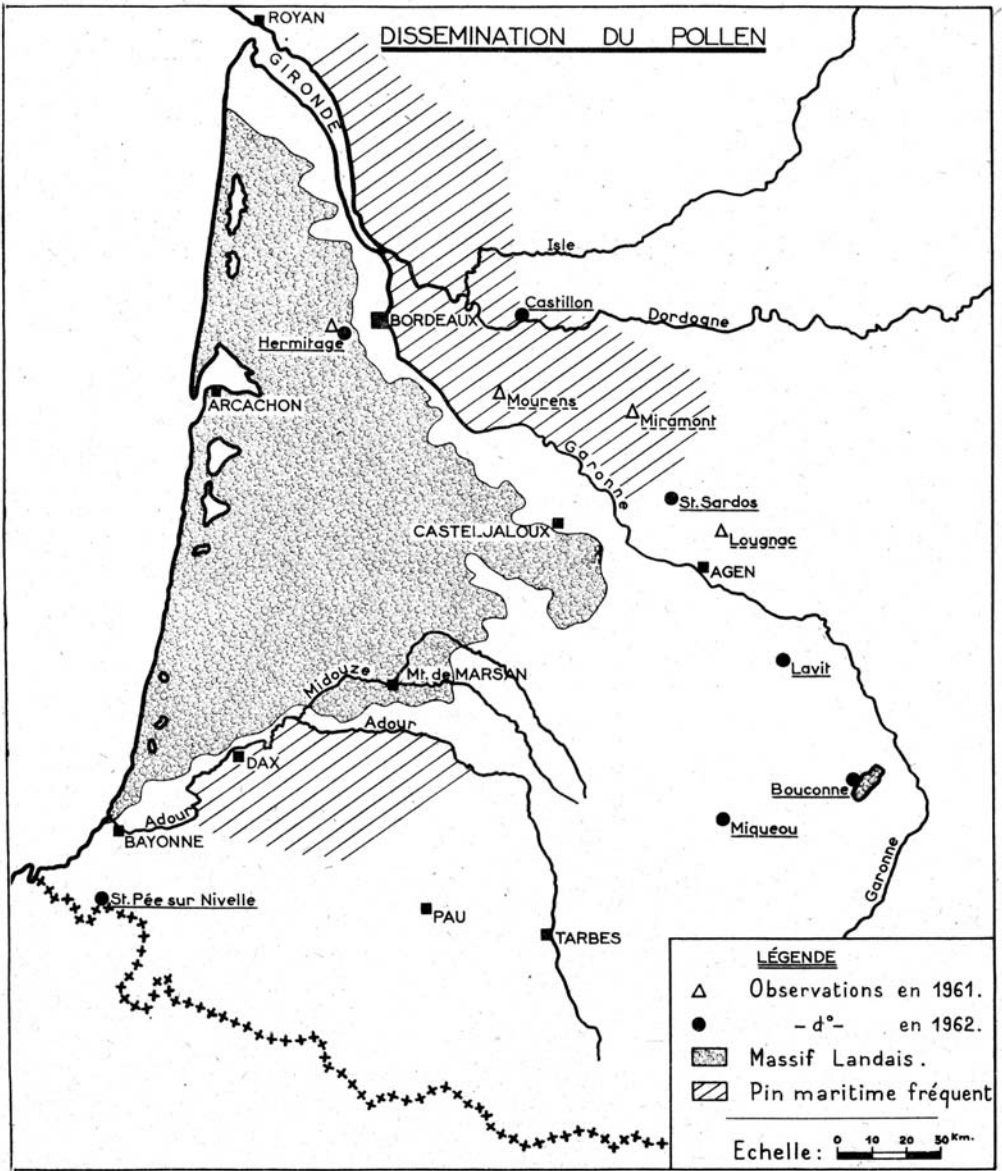 ROYAN
DISSEMINATION DU POLLEN
GIRONDE
Isle
Castillon
Dordogne
BORDEAUX
Hermitage
ARCACHON
Mourens
Miramont
Garonne
St. Sardos
CASTELJALOUX
Lougnac
AGEN
Lavit
Midouze
Mt. de MARSAN
Adour
DAX
Bouconne
Adour
Miqueou
BAYONNE
Garonne
St. Pée sur Nivelle
PAU
TARBES
LÉGENDE
Observations en 1961.
- d° - en 1962.
Massif Landais.
Pin maritime fréquent
Echelle: 0 10 20 30 Km.